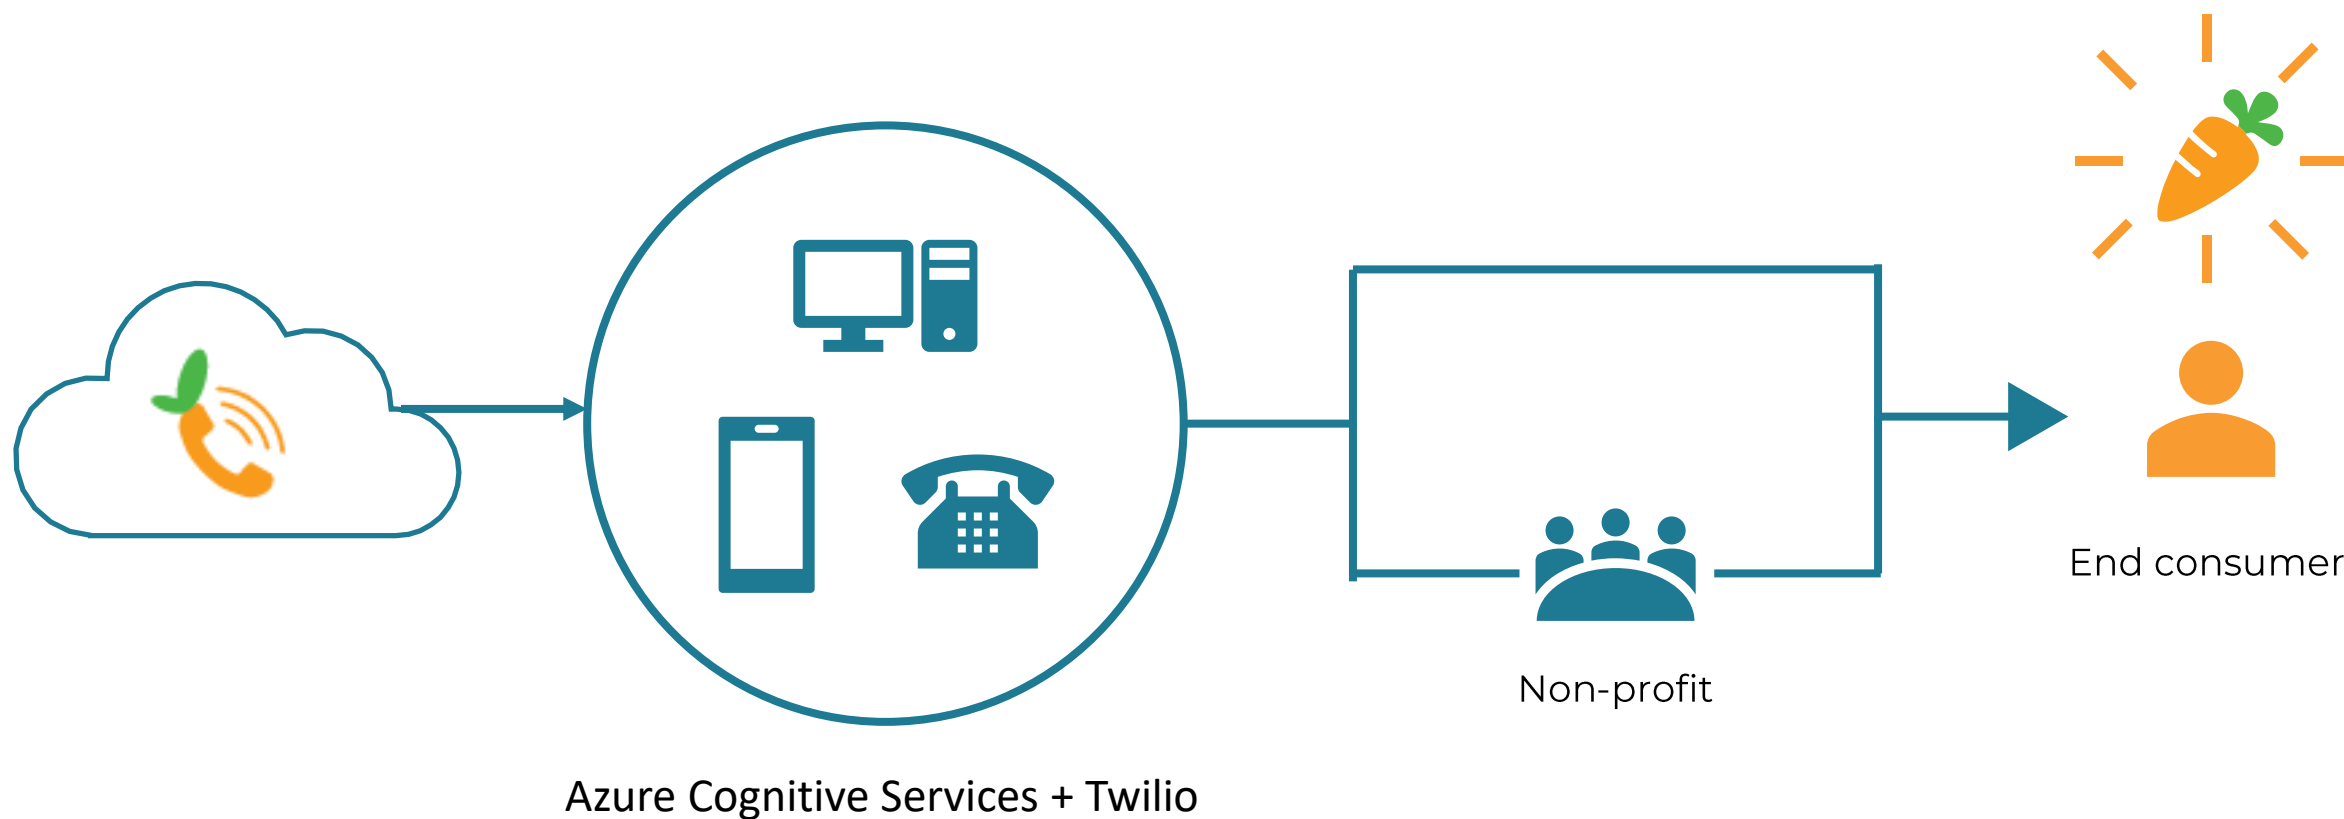 End consumer
Non-profit
Azure Cognitive Services + Twilio